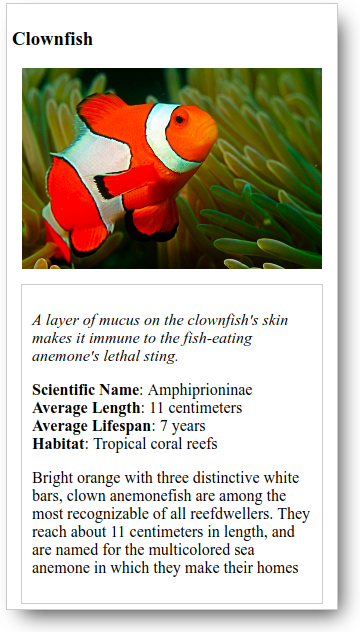 Clownfish
A layer of mucus on the clownfish's skin
makes it immune to the fish-eating
anemone's lethal sting.
Scientific Name: Amphiprioninae
Average Length: 11 centimeters
Average Lifespan: 7 years
Habitat: Tropical coral reefs
Bright orange with three distinctive white
bars, clown anemonefish are among the
most recognizable of all reefdwellers. They
reach about 11 centimeters in length, and
are named for the multicolored sea
anemone in which they make their homes